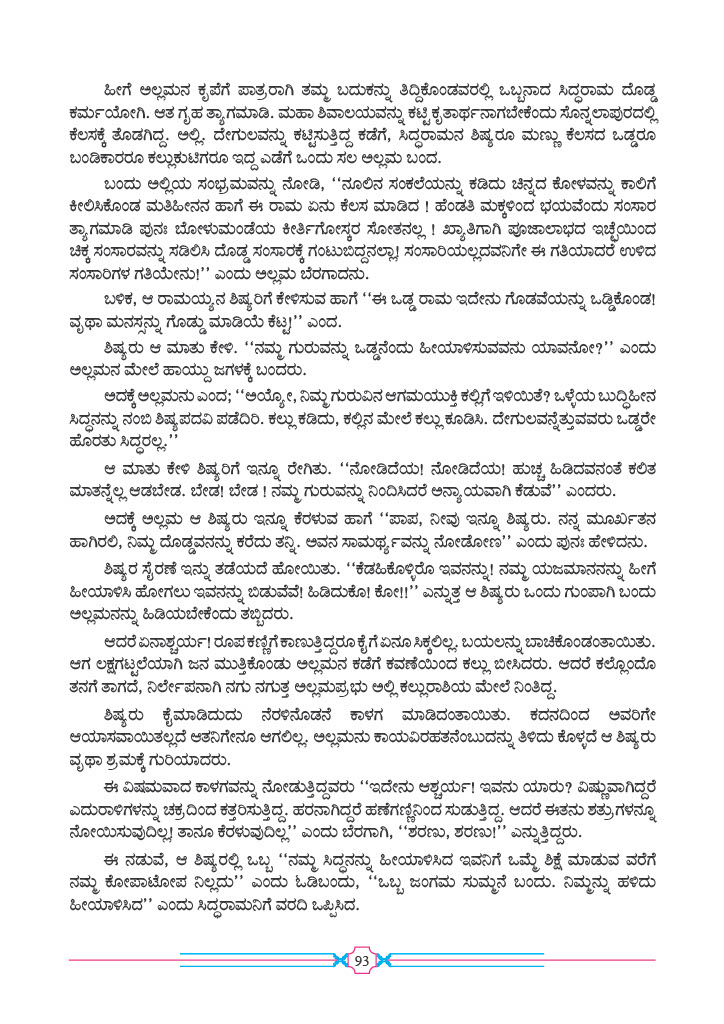 ಹೀಗೆ ಅಲ್ಲಮನ ಕೃಪೆಗೆ ಪಾತ್ರರಾಗಿ ತಮ್ಮ ಬದುಕನ್ನು ತಿದ್ದಿಕೊಂಡವರಲ್ಲಿ ಒಬ್ಬನಾದ ಸಿದ್ಧರಾಮ ದೊಡ್ಡ
ಕರ್ಮಯೋಗಿ. ಆತ ಗೃಹ ತ್ಯಾಗಮಾಡಿ. ಮಹಾ ಶಿವಾಲಯವನ್ನು ಕಟ್ಟಿ ಕೃತಾರ್ಥನಾಗಬೇಕೆಂದು ಸೊನ್ನಲಾಪುರದಲ್ಲಿ
ಕೆಲಸಕ್ಕೆ ತೊಡಗಿದ್ದ. ಅಲ್ಲಿ. ದೇಗುಲವನ್ನು ಕಟ್ಟಿಸುತ್ತಿದ್ದ ಕಡೆಗೆ, ಸಿದ್ಧರಾಮನ ಶಿಷ್ಯರೂ ಮಣ್ಣು ಕೆಲಸದ ಒಡ್ಡರೂ
ಬಂಡಿಕಾರರೂ ಕಲ್ಲುಕುಟಿಗರೂ ಇದ್ದ ಎಡೆಗೆ ಒಂದು ಸಲ ಅಲ್ಲಮ ಬಂದ.
ಬಂದು ಅಲ್ಲಿಯ ಸಂಭ್ರಮವನ್ನು ನೋಡಿ, ‘‘ನೂಲಿನ ಸಂಕಲೆಯನ್ನು ಕಡಿದು ಚಿನ್ನದ ಕೋಳವನ್ನು ಕಾಲಿಗೆ
ಕೀಲಿಸಿಕೊಂಡ ಮತಿಹೀನನ ಹಾಗೆ ಈ ರಾಮ ಏನು ಕೆಲಸ ಮಾಡಿದ ! ಹೆಂಡತಿ ಮಕ್ಕಳಿಂದ ಭಯವೆಂದು ಸಂಸಾರ
ತ್ಯಾಗಮಾಡಿ ಪುನಃ ಬೋಳುಮಂಡೆಯ ಕೀರ್ತಿಗೋಸ್ಕರ ಸೋತನಲ್ಲ ! ಖ್ಯಾತಿಗಾಗಿ ಪೂಜಾಲಾಭದ ಇಚ್ಛೆಯಿಂದ
ಚಿಕ್ಕ ಸಂಸಾರವನ್ನು ಸಡಿಲಿಸಿ ದೊಡ್ಡ ಸಂಸಾರಕ್ಕೆ ಗಂಟುಬಿದ್ದನಲ್ಲಾ! ಸಂಸಾರಿಯಲ್ಲದವನಿಗೇ ಈ ಗತಿಯಾದರೆ ಉಳಿದ
ಸಂಸಾರಿಗಳ ಗತಿಯೇನು!’’ ಎಂದು ಅಲ್ಲಮ ಬೆರಗಾದನು.
ಬಳಿಕ, ಆ ರಾಮಯ್ಯನ ಶಿಷ್ಯರಿಗೆ ಕೇಳಿಸುವ ಹಾಗೆ ‘‘ಈ ಒಡ್ಡ ರಾಮ ಇದೇನು ಗೊಡವೆಯನ್ನು ಒಡ್ಡಿಕೊಂಡ!
ವೃಥಾ ಮನಸ್ಸನ್ನು ಗೊಡ್ಡು ಮಾಡಿಯೆ ಕೆಟ್ಟ!’’ ಎಂದ.
ಶಿಷ್ಯರು ಆ ಮಾತು ಕೇಳಿ. ‘‘ನಮ್ಮ ಗುರುವನ್ನು ಒಡ್ಡನೆಂದು ಹೀಯಾಳಿಸುವವನು ಯಾವನೋ?’’ ಎಂದು
ಅಲ್ಲಮನ ಮೇಲೆ ಹಾಯ್ದು ಜಗಳಕ್ಕೆ ಬಂದರು.
ಅದಕ್ಕೆ ಅಲ್ಲಮನು ಎಂದ; ‘‘ಅಯ್ಯೋ, ನಿಮ್ಮ ಗುರುವಿನ ಆಗಮಯುಕ್ತಿ ಕಲ್ಲಿಗೆ ಇಳಿಯಿತೆ? ಒಳ್ಳೆಯ ಬುದ್ಧಿಹೀನ
ಸಿದ್ಧನನ್ನು ನಂಬಿ ಶಿಷ್ಯಪದವಿ ಪಡೆದಿರಿ. ಕಲ್ಲು ಕಡಿದು, ಕಲ್ಲಿನ ಮೇಲೆ ಕಲ್ಲು ಕೂಡಿಸಿ. ದೇಗುಲವನ್ನೆತ್ತುವವರು ಒಡ್ಡರೇ
ಹೊರತು ಸಿದ್ಧರಲ್ಲ.’’
ಆ ಮಾತು ಕೇಳಿ ಶಿಷ್ಯರಿಗೆ ಇನ್ನೂ ರೇಗಿತು. ‘‘ನೋಡಿದೆಯ! ನೋಡಿದೆಯ! ಹುಚ್ಚ ಹಿಡಿದವನಂತೆ ಕಲಿತ
ಮಾತನ್ನೆಲ್ಲ ಆಡಬೇಡ. ಬೇಡ! ಬೇಡ ! ನಮ್ಮ ಗುರುವನ್ನು ನಿಂದಿಸಿದರೆ ಅನ್ಯಾಯವಾಗಿ ಕೆಡುವೆ’’ ಎಂದರು.
ಅದಕ್ಕೆ ಅಲ್ಲಮ ಆ ಶಿಷ್ಯರು ಇನ್ನೂ ಕೆರಳುವ ಹಾಗೆ ‘‘ಪಾಪ, ನೀವು ಇನ್ನೂ ಶಿಷ್ಯರು. ನನ್ನ ಮೂರ್ಖತನ
ಹಾಗಿರಲಿ, ನಿಮ್ಮ ದೊಡ್ಡವನನ್ನು ಕರೆದು ತನ್ನಿ. ಅವನ ಸಾಮರ್ಥ್ಯವನ್ನು ನೋಡೋಣ’’ ಎಂದು ಪುನಃ ಹೇಳಿದನು.
ಶಿಷ್ಯರ ಸೈರಣೆ ಇನ್ನು ತಡೆಯದೆ ಹೋಯಿತು. ‘‘ಕೆಡಹಿಕೊಳ್ಳಿರೊ ಇವನನ್ನು! ನಮ್ಮ ಯಜಮಾನನನ್ನು ಹೀಗೆ
ಹೀಯಾಳಿಸಿ ಹೋಗಲು ಇವನನ್ನು ಬಿಡುವೆವೆ! ಹಿಡಿದುಕೊ! ಕೋ!!’’ ಎನ್ನುತ್ತ ಆ ಶಿಷ್ಯರು ಒಂದು ಗುಂಪಾಗಿ ಬಂದು
ಅಲ್ಲಮನನ್ನು ಹಿಡಿಯಬೇಕೆಂದು ತಬ್ಬಿದರು.
ಆದರೆ ಏನಾಶ್ಚರ್ಯ! ರೂಪ ಕಣ್ಣಿಗೆ ಕಾಣುತ್ತಿದ್ದರೂ ಕೈಗೆ ಏನೂ ಸಿಕ್ಕಲಿಲ್ಲ. ಬಯಲನ್ನು ಬಾಚಿಕೊಂಡಂತಾಯಿತು.
ಆಗ ಲಕ್ಷಗಟ್ಟಲೆಯಾಗಿ ಜನ ಮುತ್ತಿಕೊಂಡು ಅಲ್ಲಮನ ಕಡೆಗೆ ಕವಣೆಯಿಂದ ಕಲ್ಲು ಬೀಸಿದರು. ಆದರೆ ಕಲ್ಲೊಂದೊ
ತನಗೆ ತಾಗದೆ, ನಿರ್ಲೇಪನಾಗಿ ನಗು ನಗುತ್ತ ಅಲ್ಲಮಪ್ರಭು ಅಲ್ಲಿ ಕಲ್ಲುರಾಶಿಯ ಮೇಲೆ ನಿಂತಿದ್ದ.
ಶಿಷ್ಯರು ಕೈಮಾಡಿದುದು ನೆರಳಿನೊಡನೆ ಕಾಳಗ ಮಾಡಿದಂತಾಯಿತು. ಕದನದಿಂದ ಅವರಿಗೇ
ಆಯಾಸವಾಯಿತಲ್ಲದೆ ಆತನಿಗೇನೂ ಆಗಲಿಲ್ಲ. ಅಲ್ಲಮನು ಕಾಯವಿರಹತನೆಂಬುದನ್ನು ತಿಳಿದು ಕೊಳ್ಳದೆ ಆ ಶಿಷ್ಯರು
ವೃಥಾ ಶ್ರಮಕ್ಕೆ ಗುರಿಯಾದರು.
ಈ ವಿಷಮವಾದ ಕಾಳಗವನ್ನು ನೋಡುತ್ತಿದ್ದವರು ‘‘ಇದೇನು ಆಶ್ಚರ್ಯ! ಇವನು ಯಾರು? ವಿಷ್ಣುವಾಗಿದ್ದರೆ
ಎದುರಾಳಿಗಳನ್ನು ಚಕ್ರದಿಂದ ಕತ್ತರಿಸುತ್ತಿದ್ದ. ಹರನಾಗಿದ್ದರೆ ಹಣೆಗಣ್ಣಿನಿಂದ ಸುಡುತ್ತಿದ್ದ. ಆದರೆ ಈತನು ಶತ್ರುಗಳನ್ನೂ
ನೋಯಿಸುವುದಿಲ್ಲ! ತಾನೂ ಕೆರಳುವುದಿಲ್ಲ’’ ಎಂದು ಬೆರಗಾಗಿ, ‘‘ಶರಣು, ಶರಣು!’’ ಎನ್ನುತ್ತಿದ್ದರು.
ಈ ನಡುವೆ, ಆ ಶಿಷ್ಯರಲ್ಲಿ ಒಬ್ಬ ‘‘ನಮ್ಮ ಸಿದ್ಧನನ್ನು ಹೀಯಾಳಿಸಿದ ಇವನಿಗೆ ಒಮ್ಮೆ ಶಿಕ್ಷೆ ಮಾಡುವ ವರೆಗೆ
ನಮ್ಮ ಕೋಪಾಟೋಪ ನಿಲ್ಲದು’’ ಎಂದು ಓಡಿಬಂದು, ‘‘ಒಬ್ಬ ಜಂಗಮ ಸುಮ್ಮನೆ ಬಂದು. ನಿಮ್ಮನ್ನು ಹಳಿದು
ಹೀಯಾಳಿಸಿದ’’ ಎಂದು ಸಿದ್ಧರಾಮನಿಗೆ ವರದಿ ಒಪ್ಪಿಸಿದ.
93